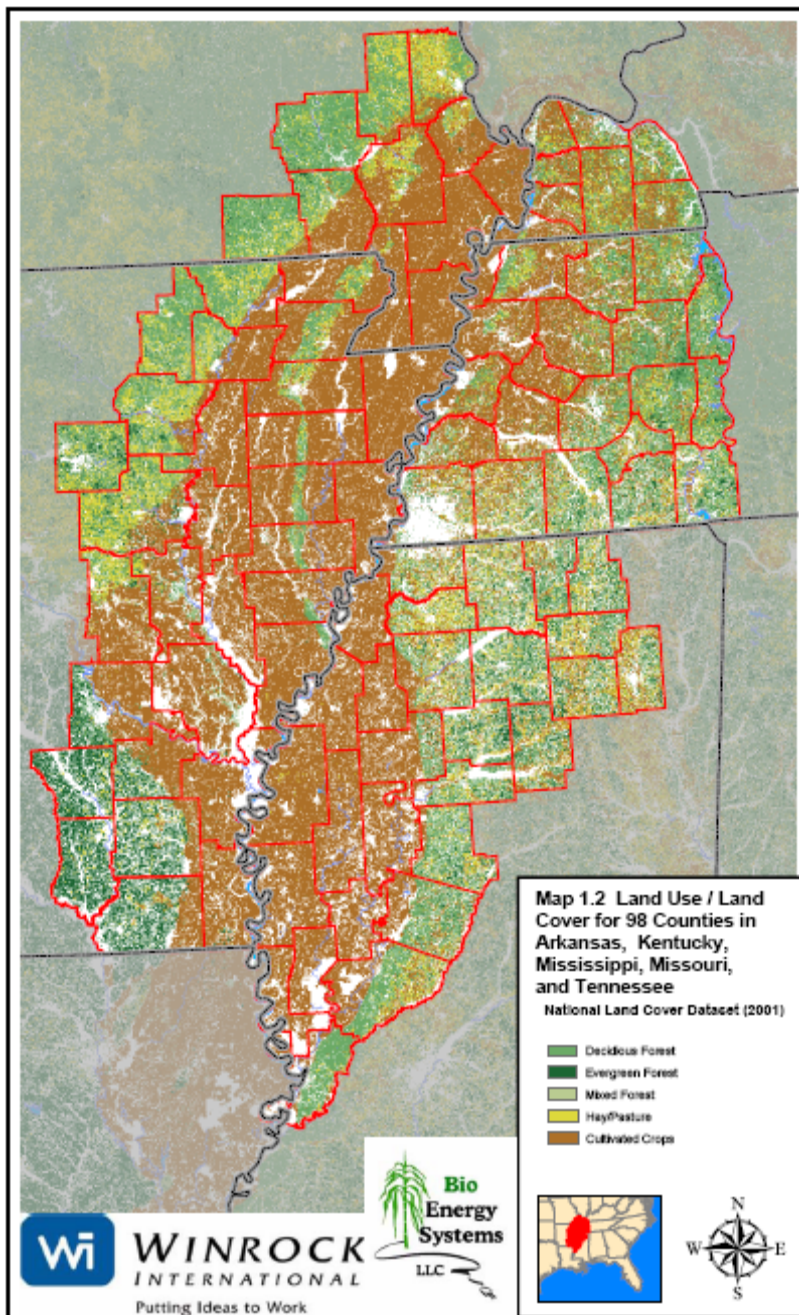 Map 1.2 Land Use / Land
Cover for 98 Counties in
Arkansas, Kentucky,
Mississippi, Missouri,
and Tennessee
National Land Cover Dataset (2001)
Decidious Forest
Evergreen Forest
Mixed Forest
Hay/Pasture
Cultivated Crops
N
W
E
S
Bio
Energy
Systems
LLC
Wi
WINROCK
INTERNATIONAL
Putting Ideas to Work